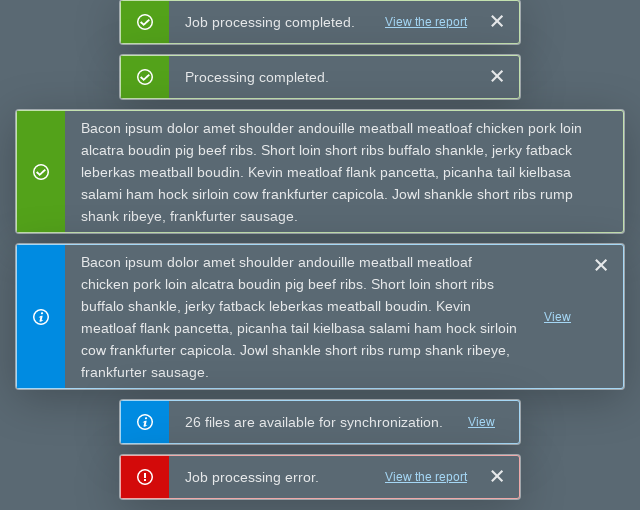 Job processing completed. View the report
Processing completed.
Bacon ipsum dolor amet shoulder andouille meatball meatloaf chicken pork loin
alcatra boudin pig beef ribs. Short loin short ribs buffalo shankle, jerky fatback
leberkas meatball boudin. Kevin meatloaf flank pancetta, picanha tail kielbasa
salami ham hock sirloin cow frankfurter capicola. Jowl shankle short ribs rump
shank ribeye, frankfurter sausage.
Bacon ipsum dolor amet shoulder andouille meatball meatloaf
chicken pork loin alcatra boudin pig beef ribs. Short loin short ribs
buffalo shankle, jerky fatback leberkas meatball boudin. Kevin
meatloaf flank pancetta, picanha tail kielbasa salami ham hock sirloin
cow frankfurter capicola. Jowl shankle short ribs rump shank ribeye,
frankfurter sausage.
View
26 files are available for synchronization. View
Job processing error. View the report